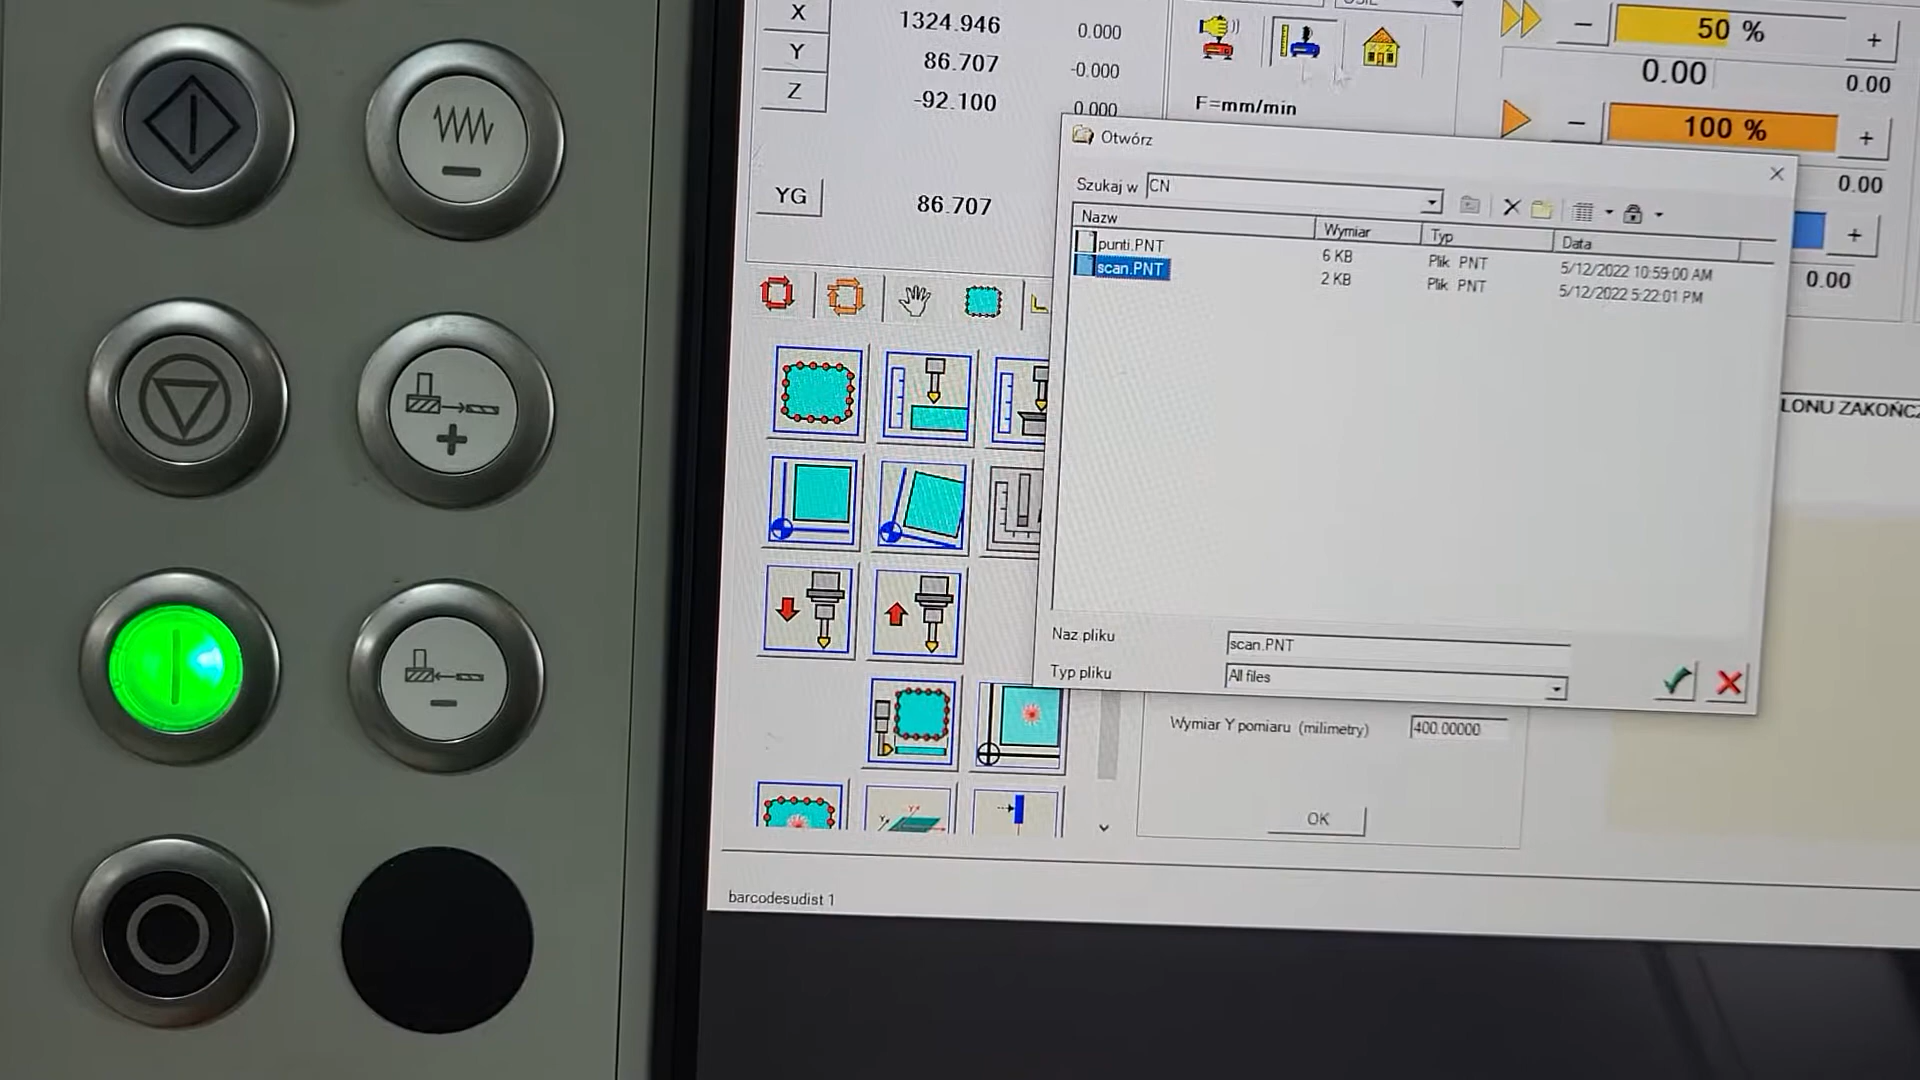 X 1324.946 0.000
Y 86.707 -0.000
Z -92.100 0.000
YG 86.707
F=mm/min
50 %
0.00 0.00
100 %
0.00
0.00
Otwórz
Szukaj w CN
Nazw Wymiar Typ Data
punti.PNT 6 KB Plik PNT 5/12/2022 10:59:00 AM
scan.PNT 2 KB Plik PNT 5/12/2022 5:22:01 PM
LONU ZAKOŃCZ
Naz pliku scan.PNT
Typ pliku All files
Wymiar Y pomiaru (milimetry) 400.00000
OK
barcodesudist 1